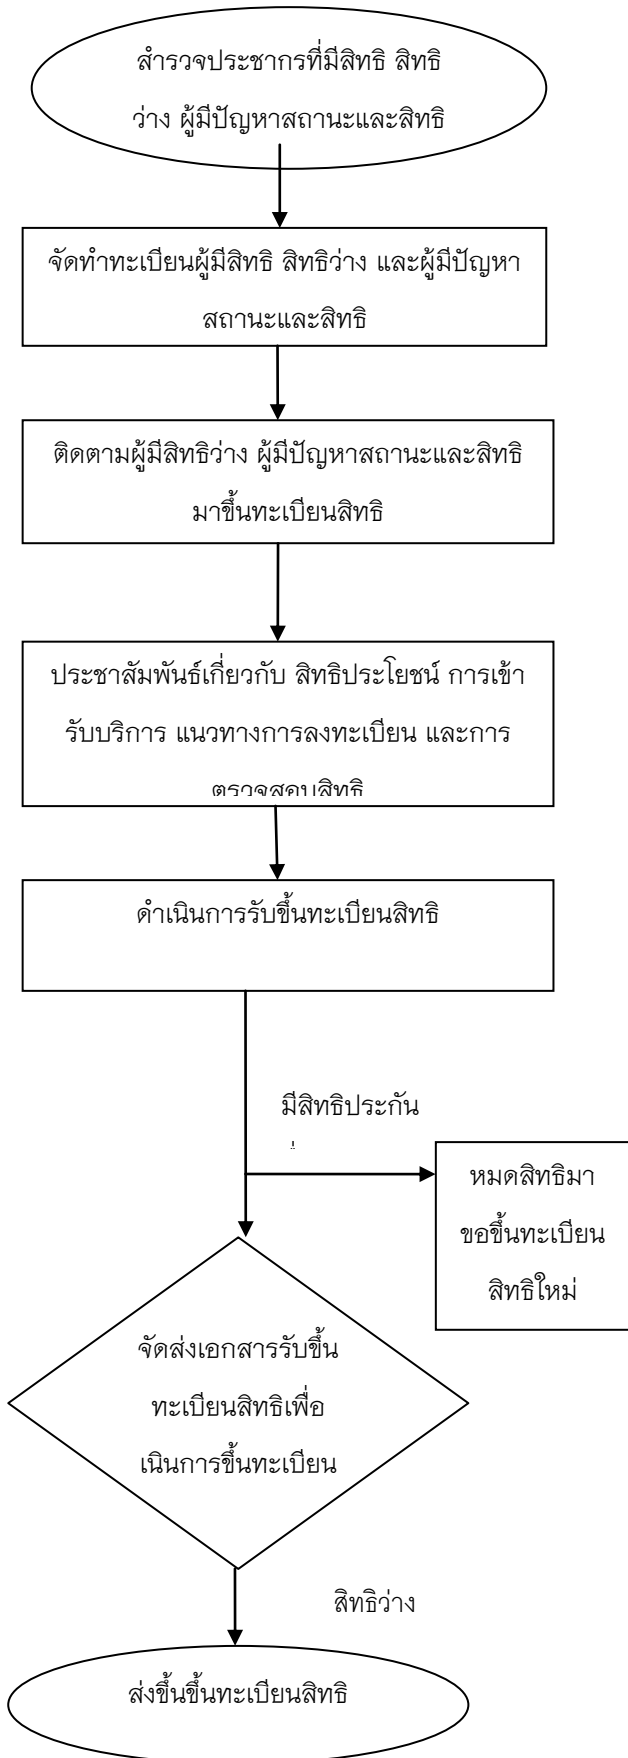 สำรวจประชากรที่มีสิทธิ สิทธิ
ว่าง ผู้มีปัญหาสถานะและสิทธิ
จัดทำทะเบียนผู้มีสิทธิ สิทธิว่าง และผู้มีปัญหา
สถานะและสิทธิ
ติดตามผู้มีสิทธิว่าง ผู้มีปัญหาสถานะและสิทธิ
มาขึ้นทะเบียนสิทธิ
ประชาสัมพันธ์เกี่ยวกับ สิทธิประโยชน์ การเข้า
รับบริการ แนวทางการลงทะเบียน และการ
ตรวจสอบสิทธิ
ดำเนินการรับขึ้นทะเบียนสิทธิ
มีสิทธิประกัน
หมดสิทธิมา
ขอขึ้นทะเบียน
สิทธิใหม่
จัดส่งเอกสารรับขึ้น
ทะเบียนสิทธิเพื่อ
เนินการขึ้นทะเบียน
สิทธิว่าง
ส่งขึ้นขึ้นทะเบียนสิทธิ